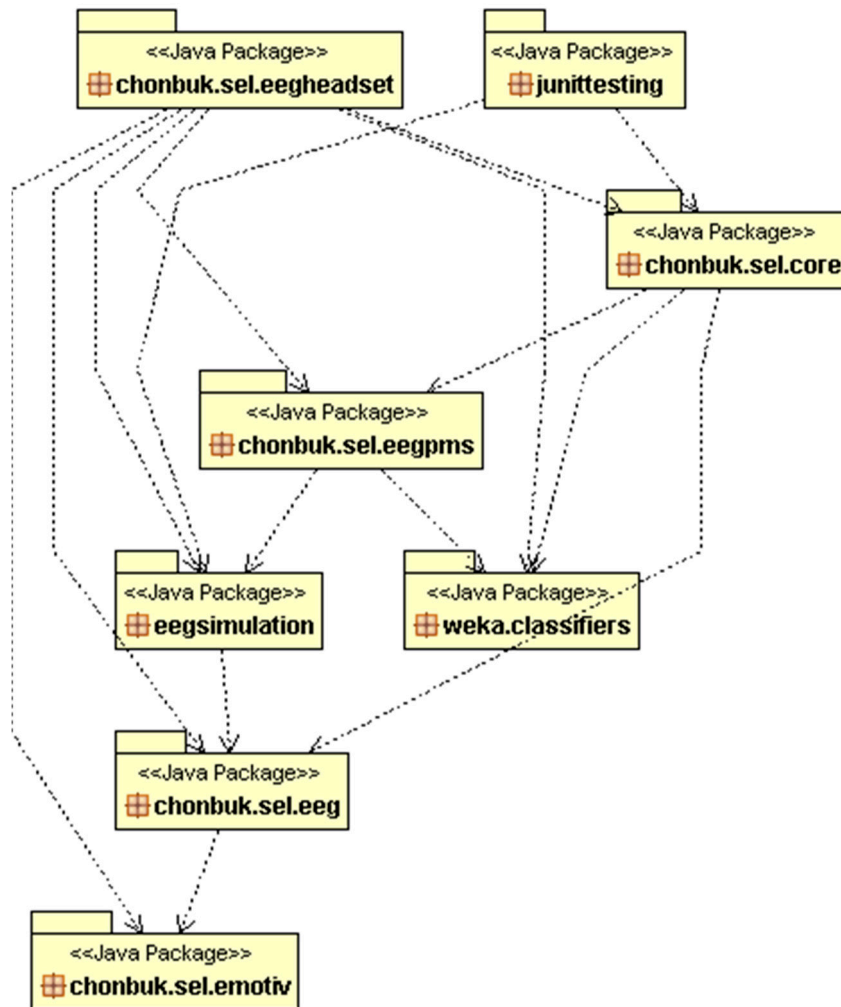 <<Java Package>>
chonbuk.sel.eegheadset
<<Java Package>>
junittesting
<<Java Package>>
chonbuk.sel.core
<<Java Package>>
chonbuk.sel.eegpms
<<Java Package>>
eegsimulation
<<Java Package>>
weka.classifiers
<<Java Package>>
chonbuk.sel.eeg
<<Java Package>>
chonbuk.sel.emotiv